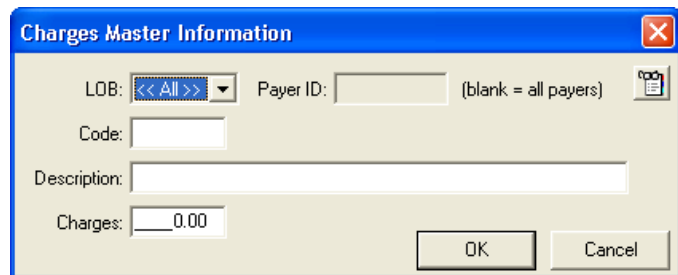 Charges Master Information
LOB: << All >> Payer ID: (blank = all payers)
Code:
Description:
Charges: ____0.00
OK Cancel